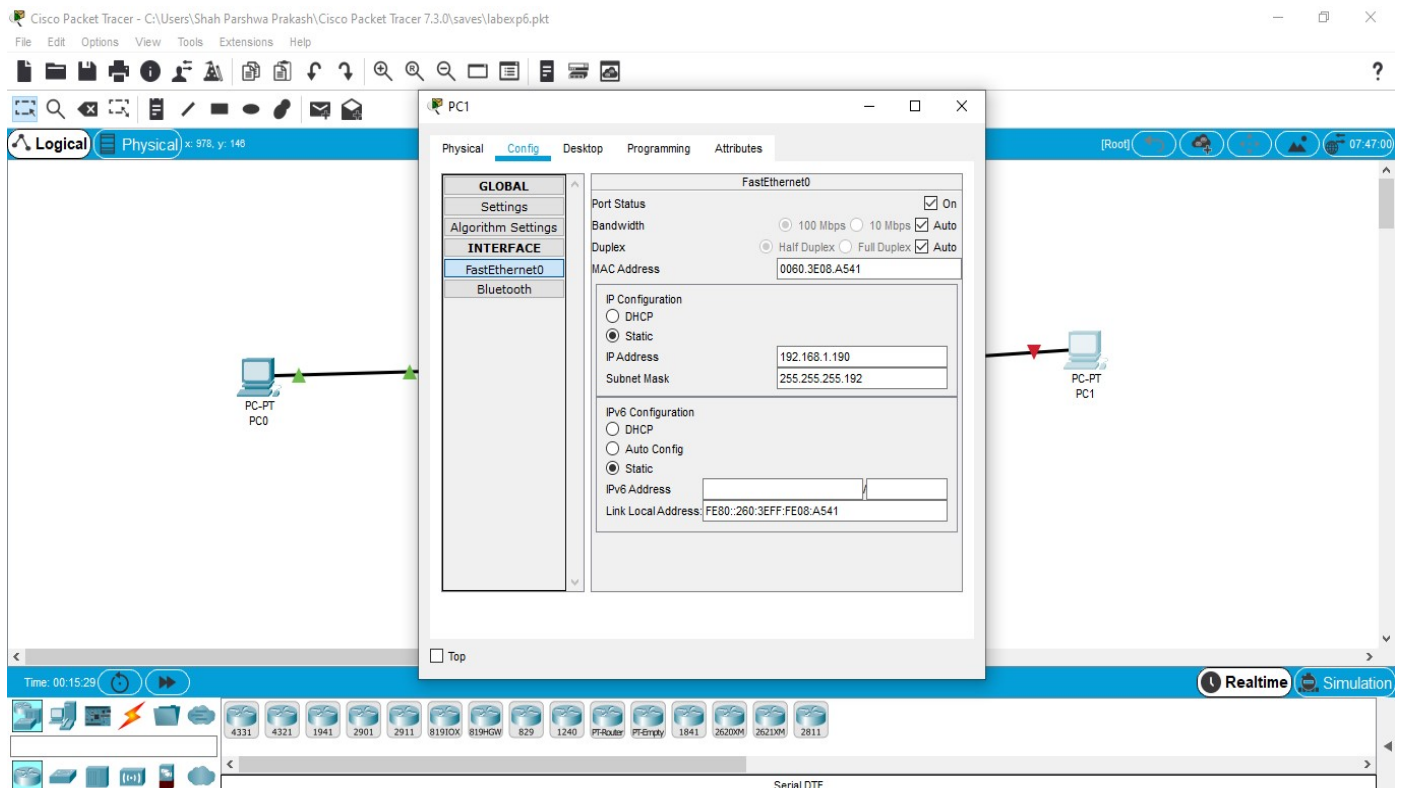 Cisco Packet Tracer - C:\Users\Shah Parshwa Prakash\Cisco Packet Tracer 7.3.0\saves\labexp6.pkt
File Edit Options View Tools Extensions Help
?
PC1
Logical Physical x: 978, y: 146
[Root] 07:47:00
Physical Config Desktop Programming Attributes
GLOBAL
Settings
Algorithm Settings
INTERFACE
FastEthernet0
Bluetooth
FastEthernet0
Port Status On
Bandwidth 100 Mbps 10 Mbps Auto
Duplex Half Duplex Full Duplex Auto
MAC Address 0060.3E08.A541
IP Configuration
DHCP
Static
IP Address 192.168.1.190
Subnet Mask 255.255.255.192
IPv6 Configuration
DHCP
Auto Config
Static
IPv6 Address /
Link Local Address: FE80::260:3EFF:FE08:A541
PC-PT
PC0
PC-PT
PC1
Top
Time: 00:15:29
Realtime Simulation
4331 4321 1941 2901 2911 819IOX 819HGW 829 1240 PT-Router PT-Empty 1841 2620XM 2621XM 2811
Serial DTE